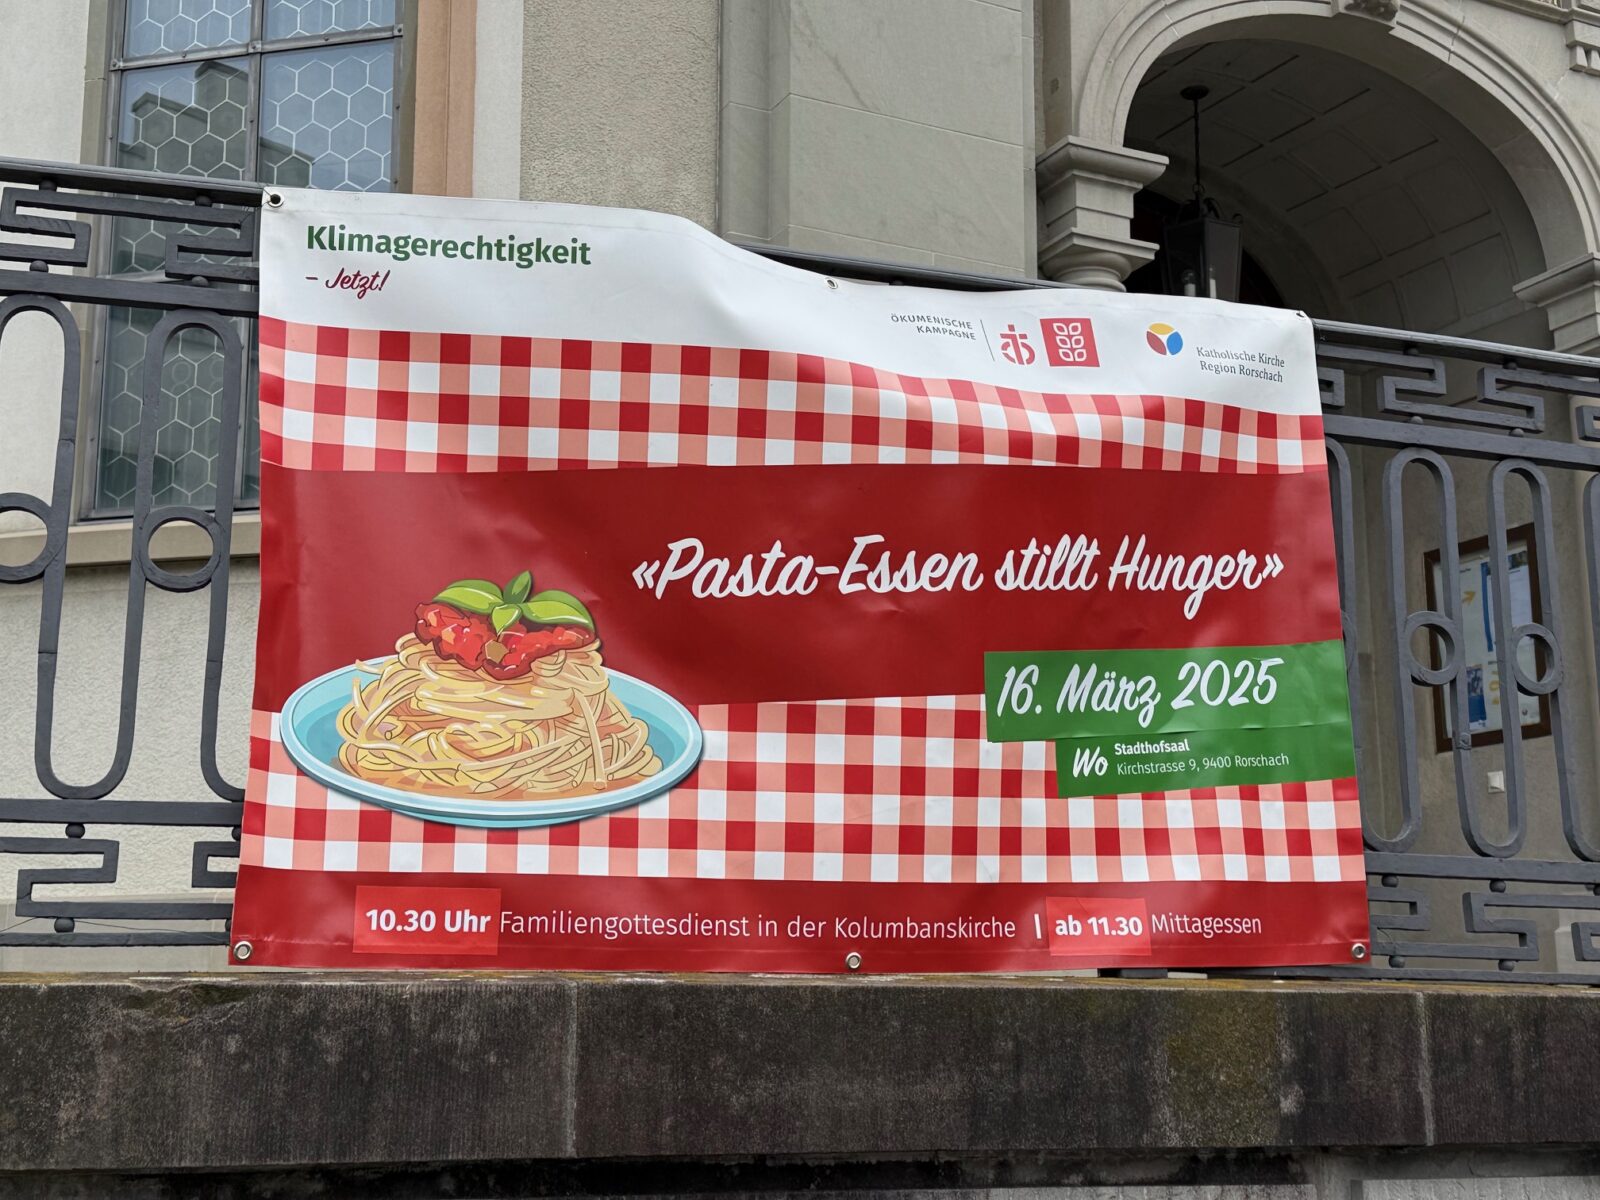 Klimagerechtigkeit
– Jetzt!
ÖKUMENISCHE
KAMPAGNE
Katholische Kirche
Region Rorschach
«Pasta-Essen stillt Hunger»
16. März 2025
Wo Stadthofsaal
Kirchstrasse 9, 9400 Rorschach
10.30 Uhr Familiengottesdienst in der Kolumbanskirche | ab 11.30 Mittagessen